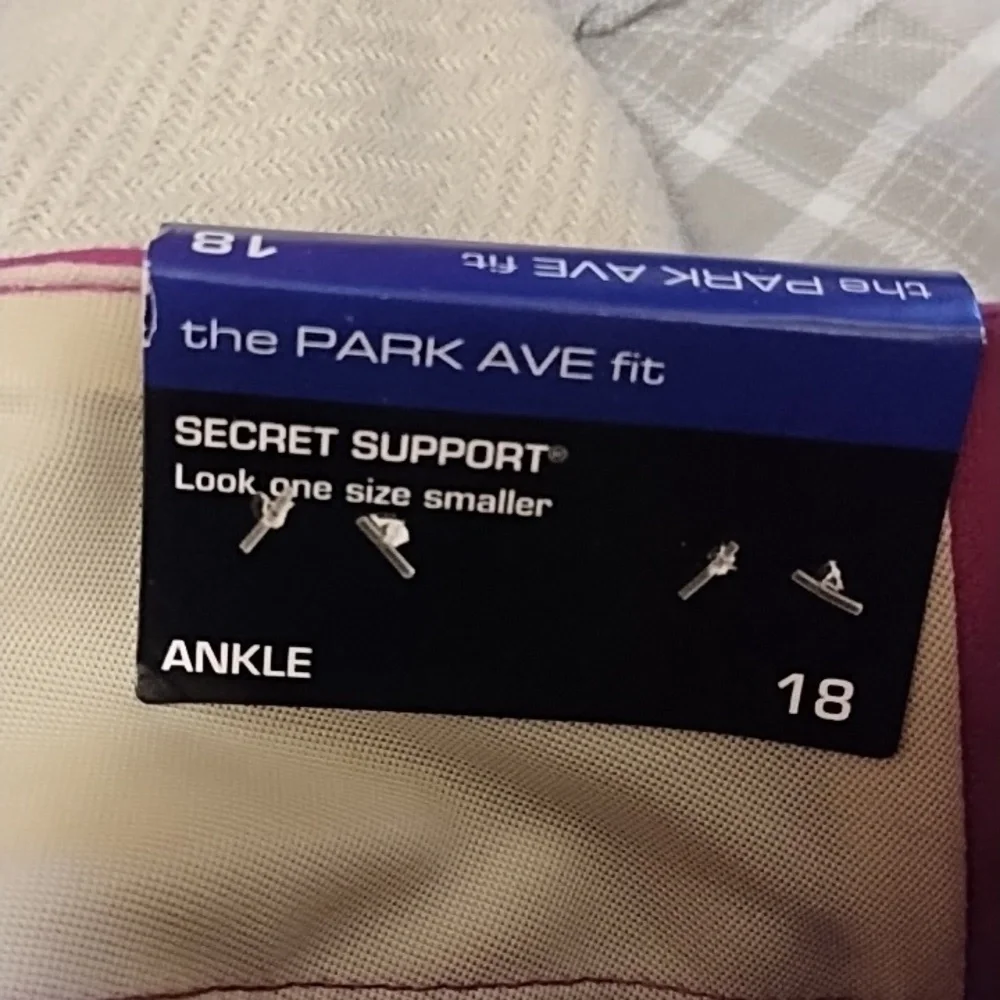 18 the PARK AVE fit
the PARK AVE fit
SECRET SUPPORT®
Look one size smaller
ANKLE
18